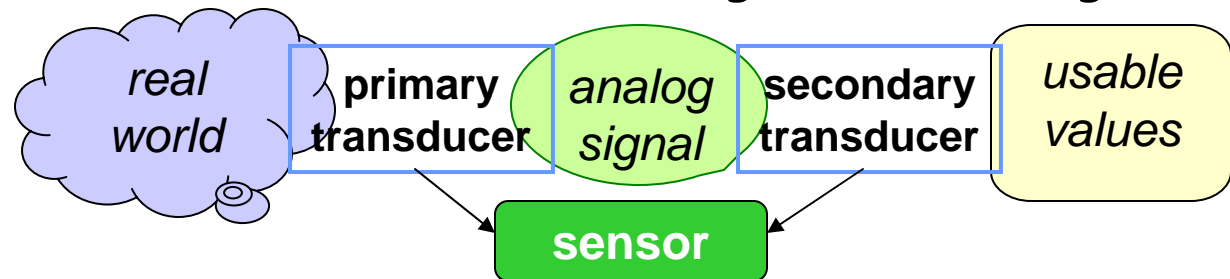 real
world
primary
transducer
analog
signal
secondary
transducer
usable
values
sensor